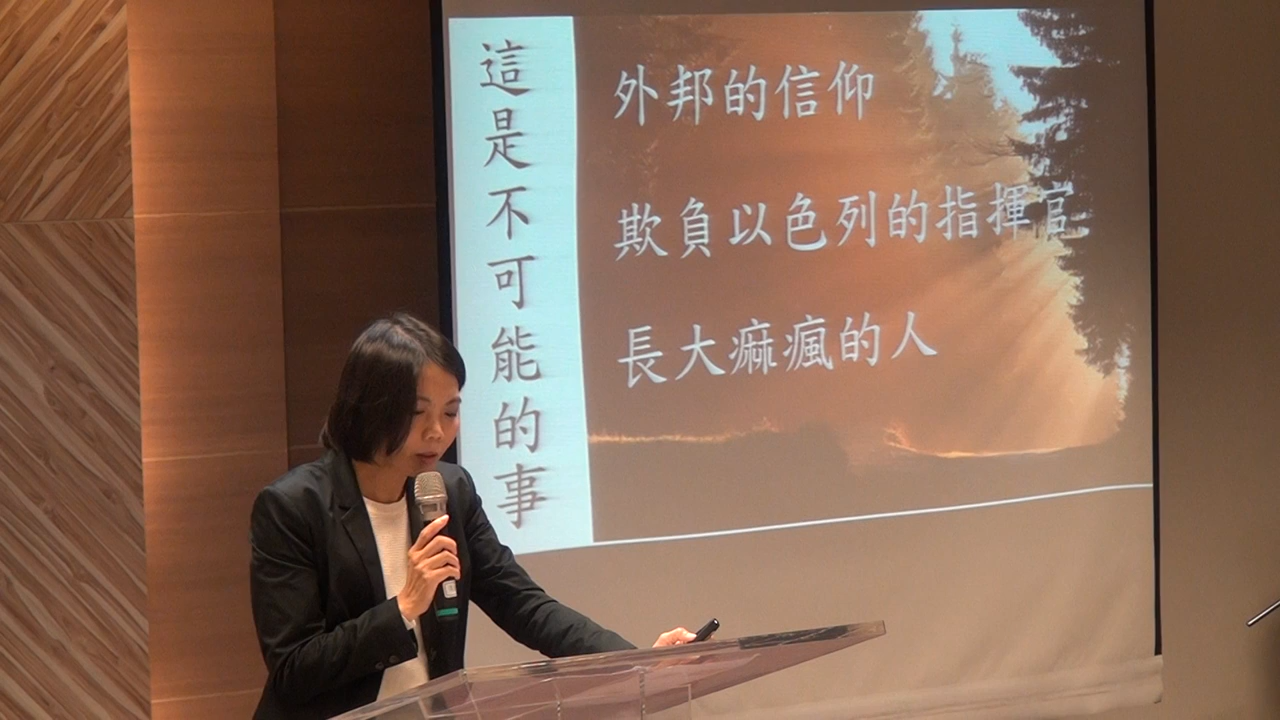 這是不可能的事
外邦的信仰
欺負以色列的指揮官
長大痲瘋的人